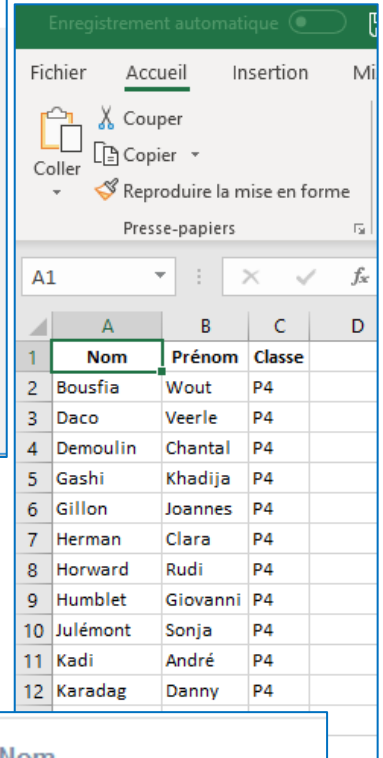 Enregistrement automatique
Fichier Accueil Insertion Mi
Couper
Copier
Coller
Reproduire la mise en forme
Presse-papiers
A1 fx
A B C D
1 Nom Prénom Classe
2 Bousfia Wout P4
3 Daco Veerle P4
4 Demoulin Chantal P4
5 Gashi Khadija P4
6 Gillon Joannes P4
7 Herman Clara P4
8 Horward Rudi P4
9 Humblet Giovanni P4
10 Julémont Sonja P4
11 Kadi André P4
12 Karadag Danny P4